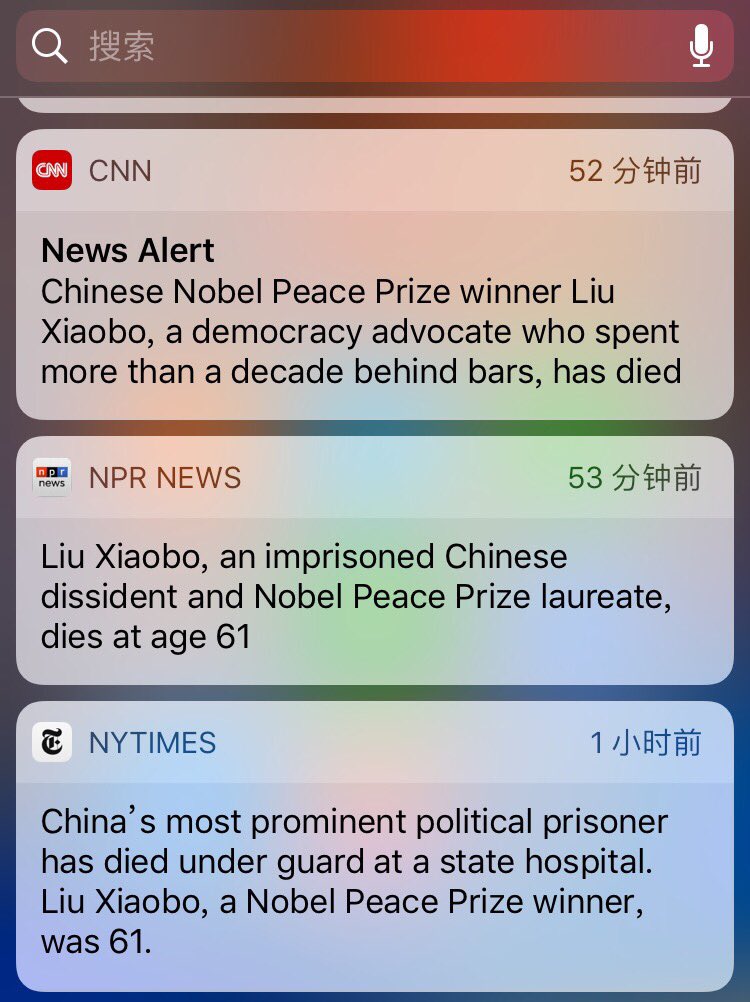 搜索
CNN CNN 52 分钟前
News Alert
Chinese Nobel Peace Prize winner Liu
Xiaobo, a democracy advocate who spent
more than a decade behind bars, has died
npr news NPR NEWS 53 分钟前
Liu Xiaobo, an imprisoned Chinese
dissident and Nobel Peace Prize laureate,
dies at age 61
NYTIMES 1 小时前
China’s most prominent political prisoner
has died under guard at a state hospital.
Liu Xiaobo, a Nobel Peace Prize winner,
was 61.